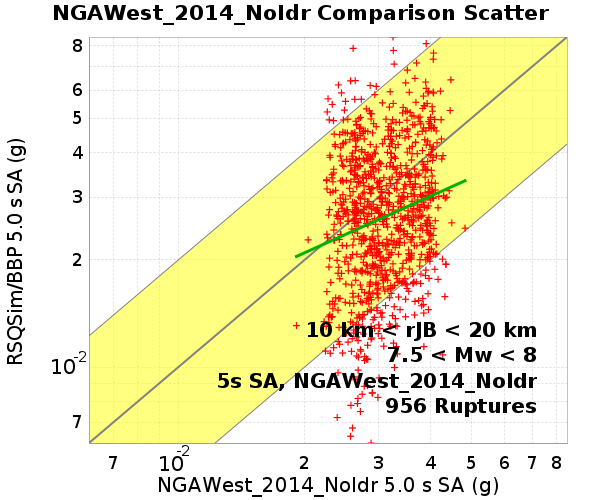 NGAWest_2014_NoIdr Comparison Scatter
RSQSim/BBP 5.0 s SA (g)
8
6
5
4
3
2
10-2
7
10 km < rJB < 20 km
7.5 < Mw < 8
5s SA, NGAWest_2014_NoIdr
956 Ruptures
7 10-2 2 3 4 5 6 7 8
NGAWest_2014_NoIdr 5.0 s SA (g)